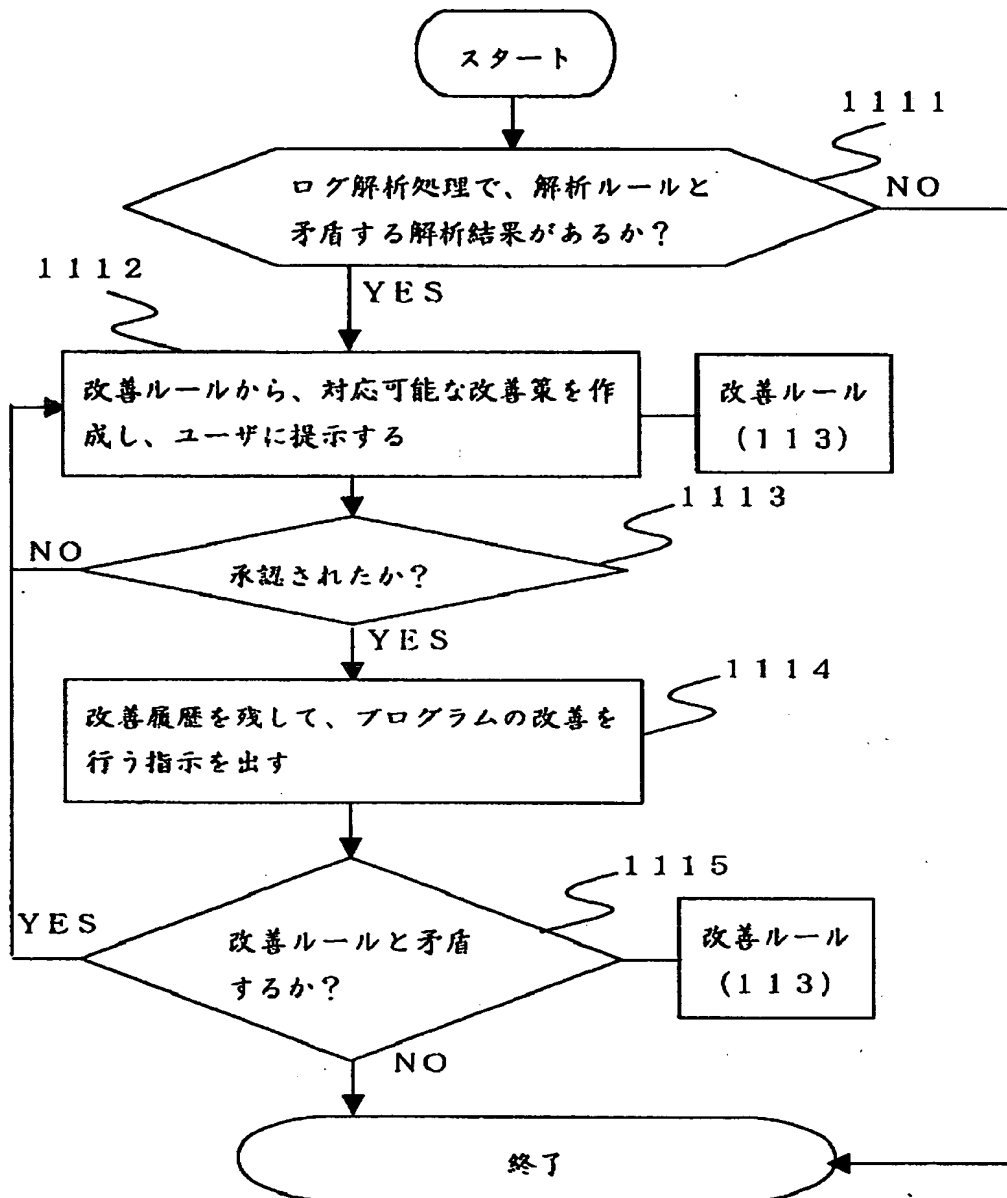 スタート
1111
ログ解析処理で、解析ルールと
矛盾する解析結果があるか？
NO
1112
YES
改善ルールから、対応可能な改善策を作
成し、ユーザに提示する
改善ルール
(113)
1113
NO
承認されたか？
YES
1114
改善履歴を残して、プログラムの改善を
行う指示を出す
1115
YES
改善ルールと矛盾
するか？
改善ルール
(113)
NO
終了